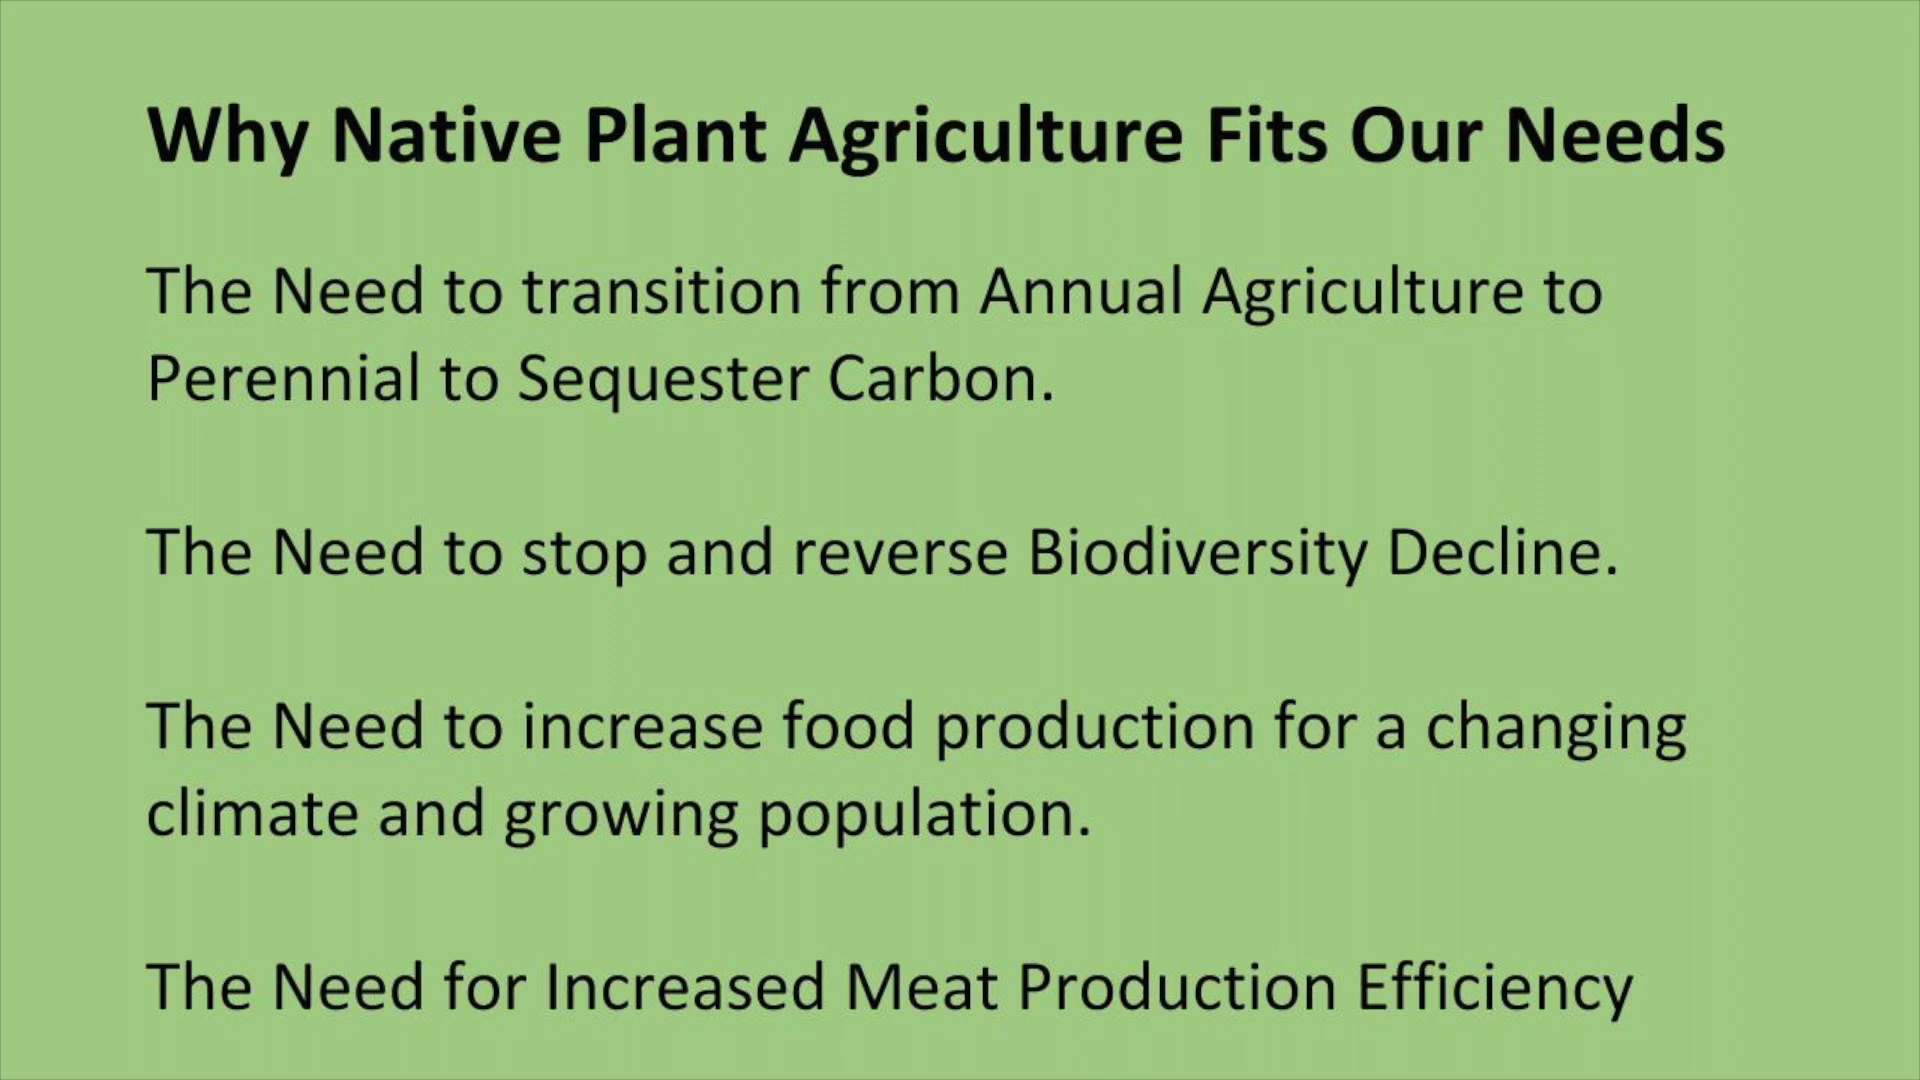 Why Native Plant Agriculture Fits Our Needs
The Need to transition from Annual Agriculture to
Perennial to Sequester Carbon.
The Need to stop and reverse Biodiversity Decline.
The Need to increase food production for a changing
climate and growing population.
The Need for Increased Meat Production Efficiency